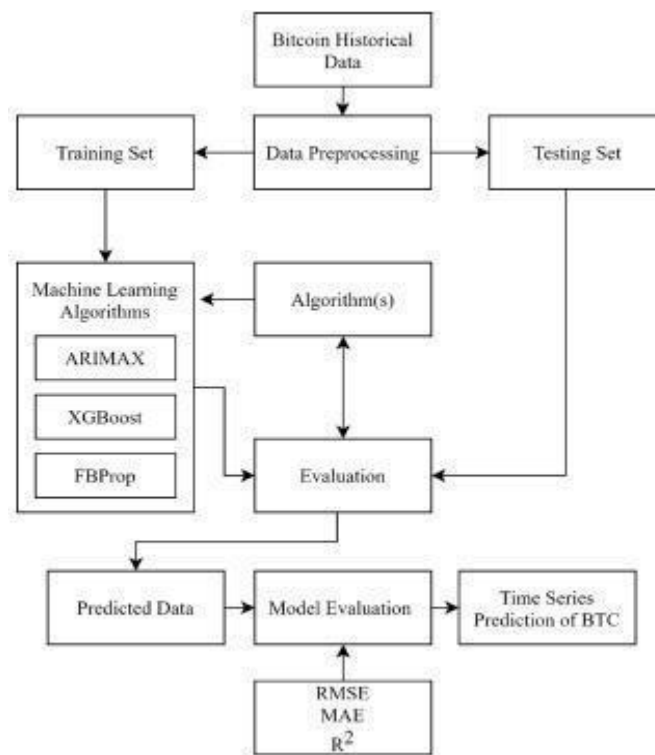 Bitcoin Historical
Data
Training Set
Data Preprocessing
Testing Set
Machine Learning
Algorithms
Algorithm(s)
ARIMAX
XGBoost
FBProp
Evaluation
Predicted Data
Model Evaluation
Time Series
Prediction of BTC
RMSE
MAE
R²